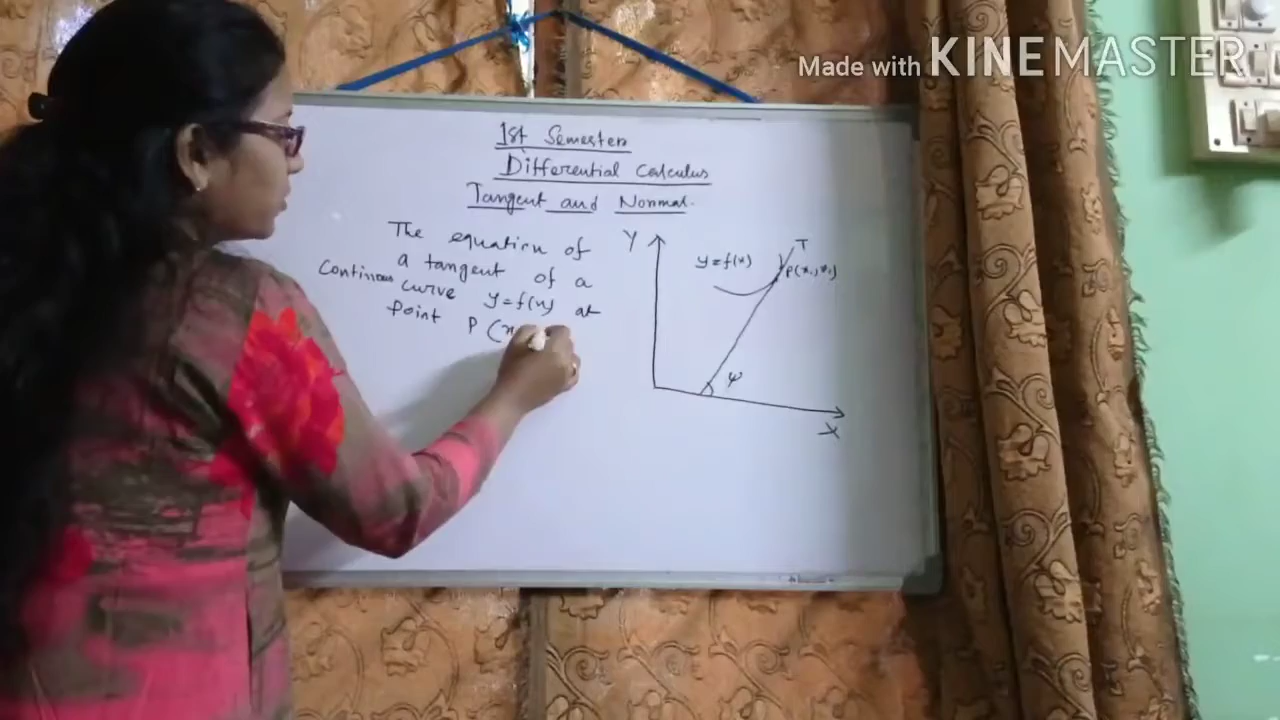 Made with KINEMASTER
1st Semester
Differential Calculus
Tangent and Normal.
The equation of
a tangent of a
Continuous curve y=f(x) at
point P (x
Y
y=f(x)
T
P(x₁,y₁)
ψ
X